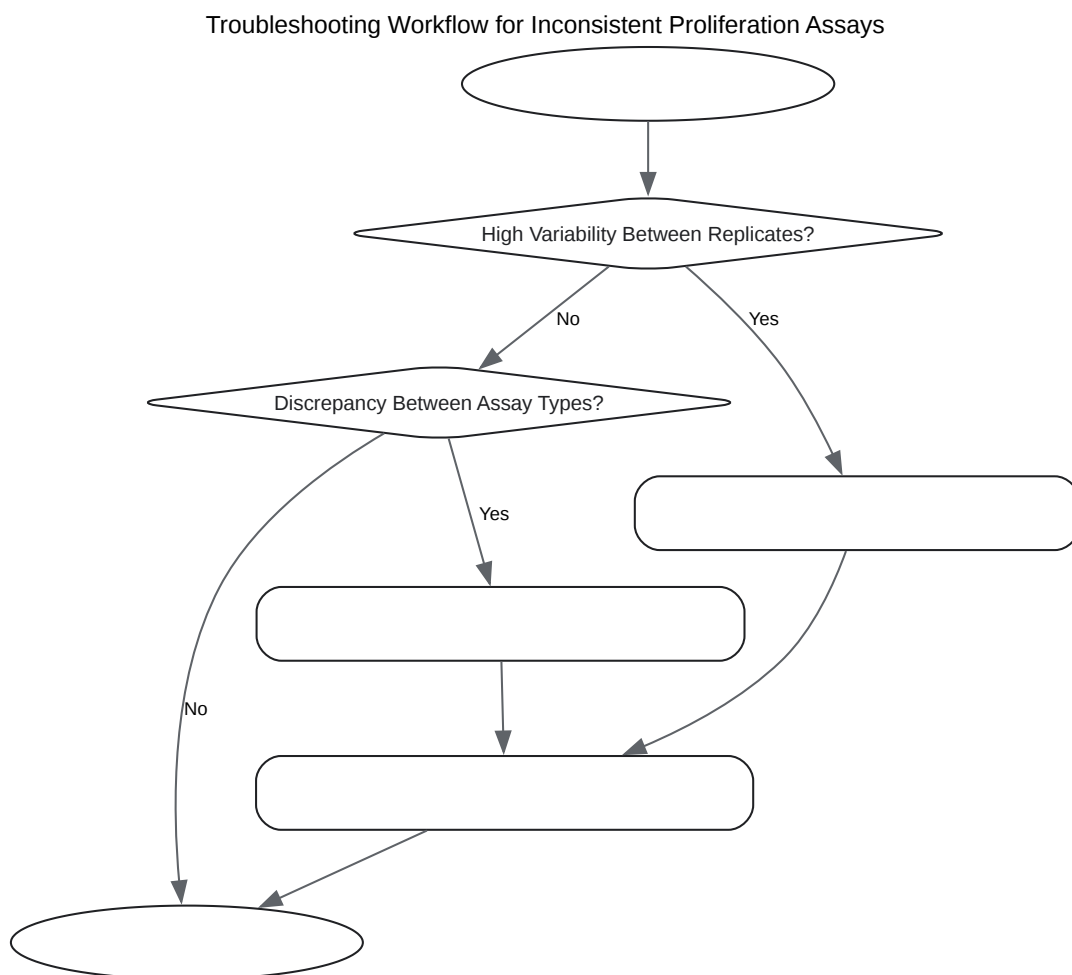 Troubleshooting Workflow for Inconsistent Proliferation Assays
High Variability Between Replicates?
No
Yes
Discrepancy Between Assay Types?
Yes
No